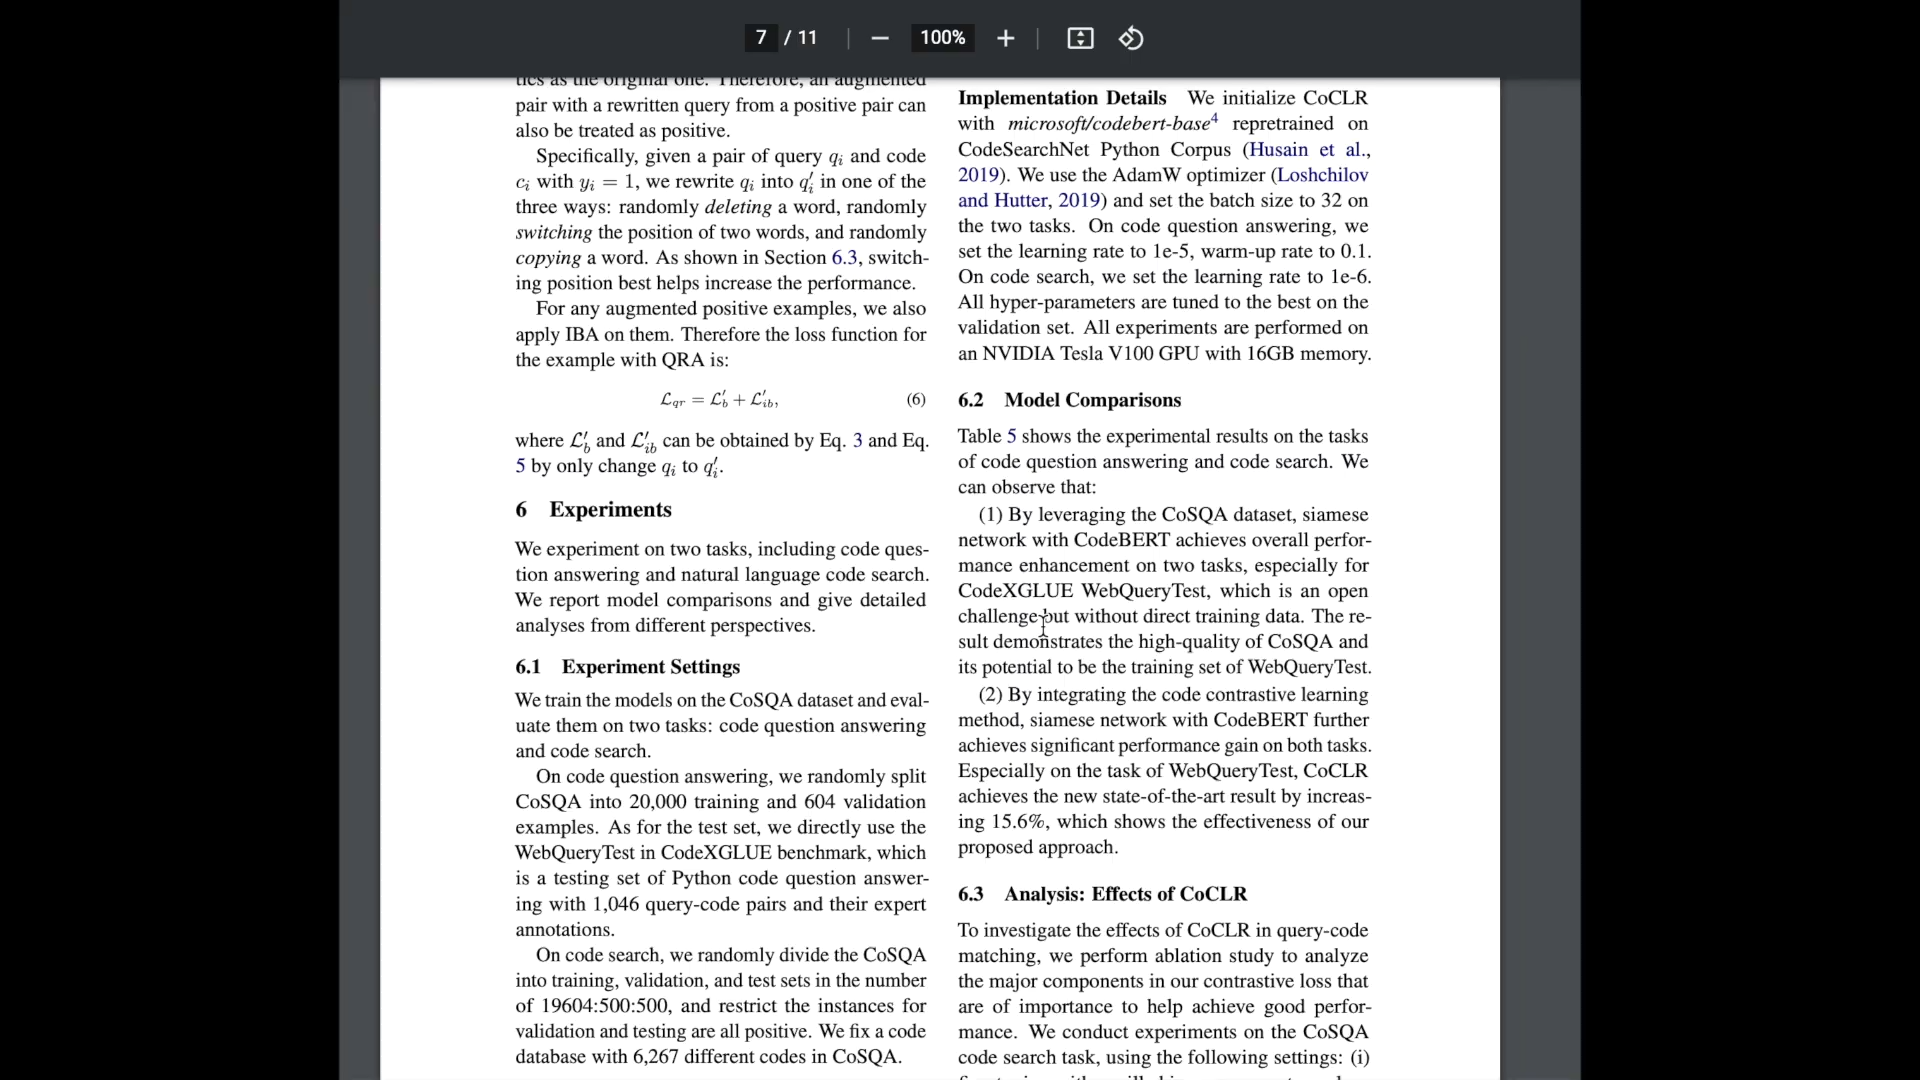 7 / 11
100%
tics as the original one. Therefore, an augmented
pair with a rewritten query from a positive pair can
also be treated as positive.
Specifically, given a pair of query qᵢ and code
cᵢ with yᵢ = 1, we rewrite qᵢ into q′ᵢ in one of the
three ways: randomly deleting a word, randomly
switching the position of two words, and randomly
copying a word. As shown in Section 6.3, switch-
ing position best helps increase the performance.
For any augmented positive examples, we also
apply IBA on them. Therefore the loss function for
the example with QRA is:
ℒqr = ℒ′b + ℒ′ib, (6)
where ℒ′b and ℒ′ib can be obtained by Eq. 3 and Eq.
5 by only change qᵢ to q′ᵢ.
6 Experiments
We experiment on two tasks, including code ques-
tion answering and natural language code search.
We report model comparisons and give detailed
analyses from different perspectives.
6.1 Experiment Settings
We train the models on the CoSQA dataset and eval-
uate them on two tasks: code question answering
and code search.
On code question answering, we randomly split
CoSQA into 20,000 training and 604 validation
examples. As for the test set, we directly use the
WebQueryTest in CodeXGLUE benchmark, which
is a testing set of Python code question answer-
ing with 1,046 query-code pairs and their expert
annotations.
On code search, we randomly divide the CoSQA
into training, validation, and test sets in the number
of 19604:500:500, and restrict the instances for
validation and testing are all positive. We fix a code
database with 6,267 different codes in CoSQA.
Implementation Details We initialize CoCLR
with microsoft/codebert-base⁴ repretrained on
CodeSearchNet Python Corpus (Husain et al.,
2019). We use the AdamW optimizer (Loshchilov
and Hutter, 2019) and set the batch size to 32 on
the two tasks. On code question answering, we
set the learning rate to 1e-5, warm-up rate to 0.1.
On code search, we set the learning rate to 1e-6.
All hyper-parameters are tuned to the best on the
validation set. All experiments are performed on
an NVIDIA Tesla V100 GPU with 16GB memory.
6.2 Model Comparisons
Table 5 shows the experimental results on the tasks
of code question answering and code search. We
can observe that:
(1) By leveraging the CoSQA dataset, siamese
network with CodeBERT achieves overall perfor-
mance enhancement on two tasks, especially for
CodeXGLUE WebQueryTest, which is an open
challenge but without direct training data. The re-
sult demonstrates the high-quality of CoSQA and
its potential to be the training set of WebQueryTest.
(2) By integrating the code contrastive learning
method, siamese network with CodeBERT further
achieves significant performance gain on both tasks.
Especially on the task of WebQueryTest, CoCLR
achieves the new state-of-the-art result by increas-
ing 15.6%, which shows the effectiveness of our
proposed approach.
6.3 Analysis: Effects of CoCLR
To investigate the effects of CoCLR in query-code
matching, we perform ablation study to analyze
the major components in our contrastive loss that
are of importance to help achieve good perfor-
mance. We conduct experiments on the CoSQA
code search task, using the following settings: (i)